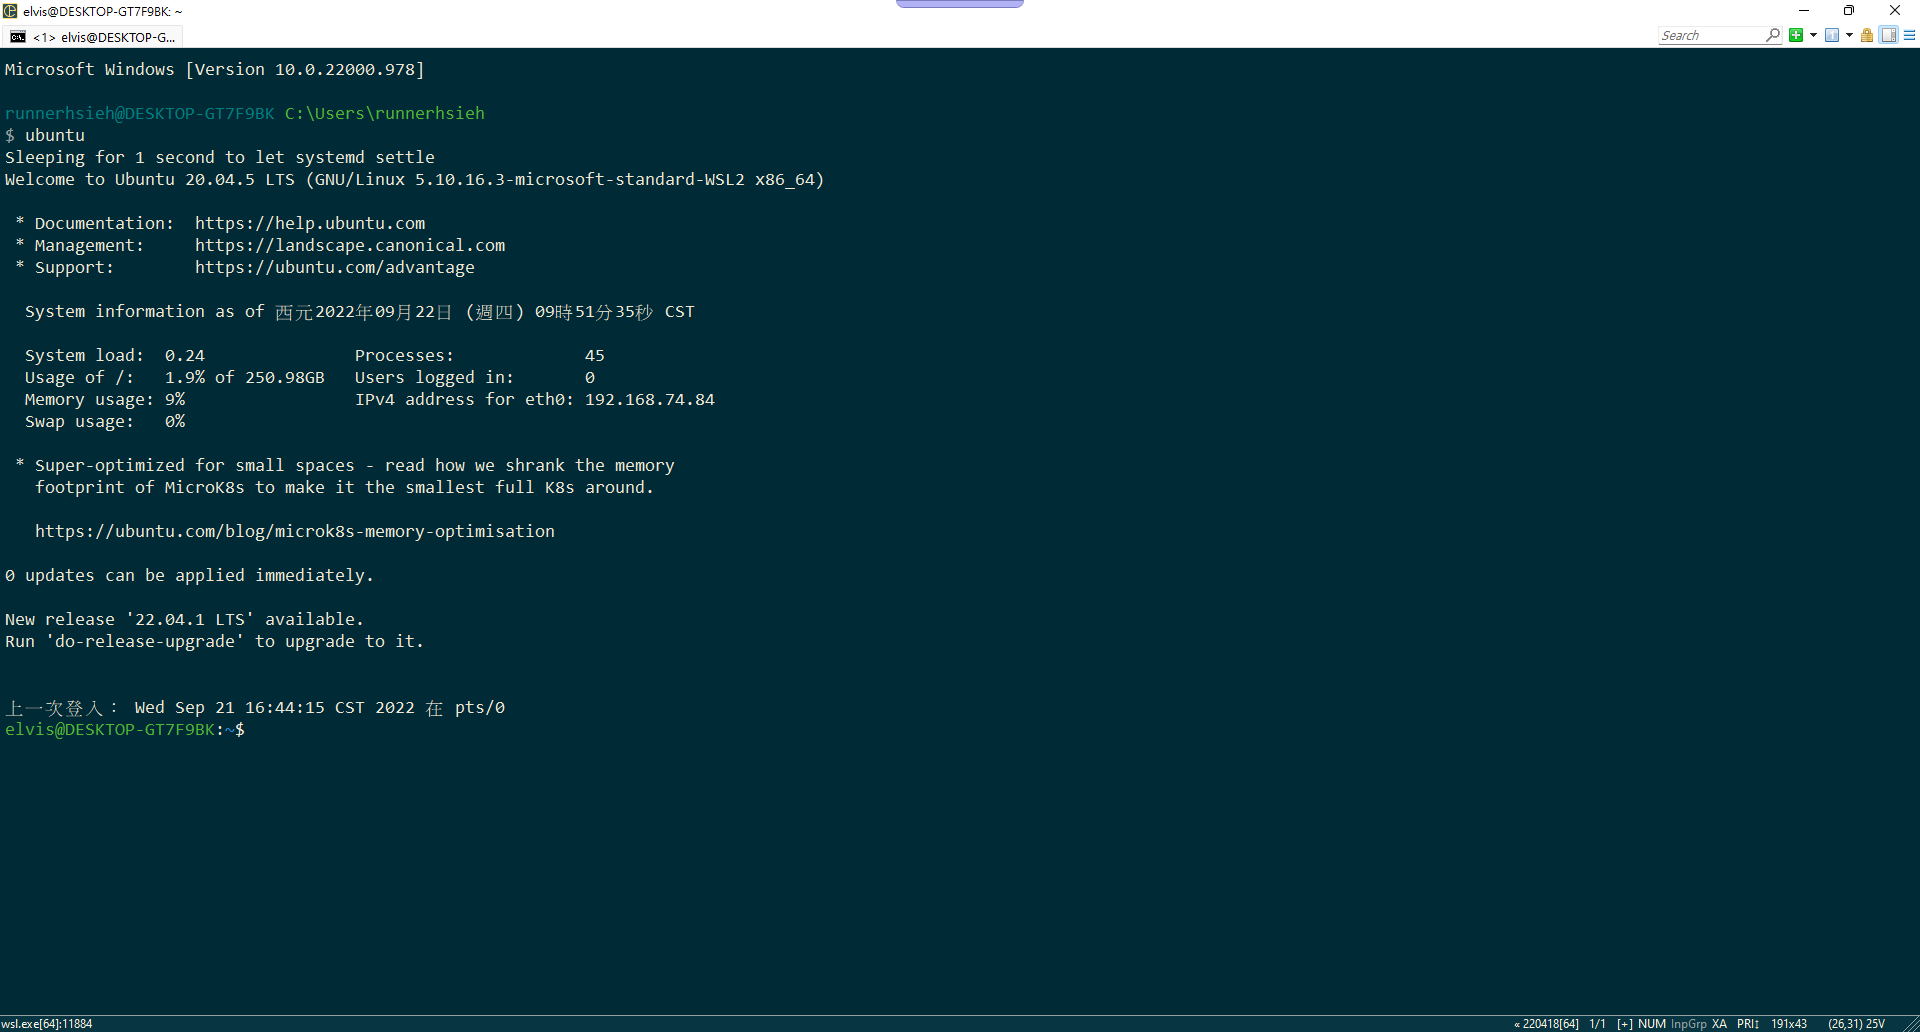 elvis@DESKTOP-GT7F9BK: ~
<1> elvis@DESKTOP-G...
Search
Microsoft Windows [Version 10.0.22000.978]
runnerhsieh@DESKTOP-GT7F9BK C:\Users\runnerhsieh
$ ubuntu
Sleeping for 1 second to let systemd settle
Welcome to Ubuntu 20.04.5 LTS (GNU/Linux 5.10.16.3-microsoft-standard-WSL2 x86_64)
* Documentation:  https://help.ubuntu.com
* Management:     https://landscape.canonical.com
* Support:        https://ubuntu.com/advantage
System information as of 西元2022年09月22日 (週四) 09時51分35秒 CST
System load:  0.24               Processes:             45
Usage of /:   1.9% of 250.98GB   Users logged in:       0
Memory usage: 9%                 IPv4 address for eth0: 192.168.74.84
Swap usage:   0%
* Super-optimized for small spaces - read how we shrank the memory
footprint of MicroK8s to make it the smallest full K8s around.
https://ubuntu.com/blog/microk8s-memory-optimisation
0 updates can be applied immediately.
New release '22.04.1 LTS' available.
Run 'do-release-upgrade' to upgrade to it.
上一次登入： Wed Sep 21 16:44:15 CST 2022 在 pts/0
elvis@DESKTOP-GT7F9BK:~$
wsl.exe[64]:11884
« 220418[64] 1/1 [+] NUM InpGrp XA PRI↕ 191x43 (26,31) 25V